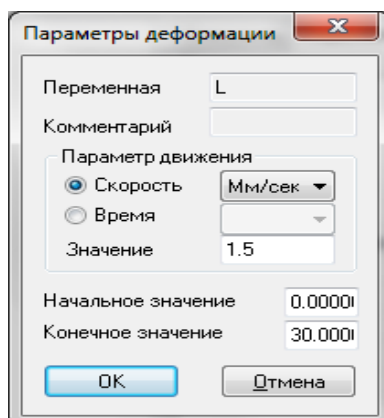 Параметры деформации
Переменная L
Комментарий
Параметр движения
Скорость Мм/сек
Время
Значение 1.5
Начальное значение 0.0000
Конечное значение 30.000
OK Отмена